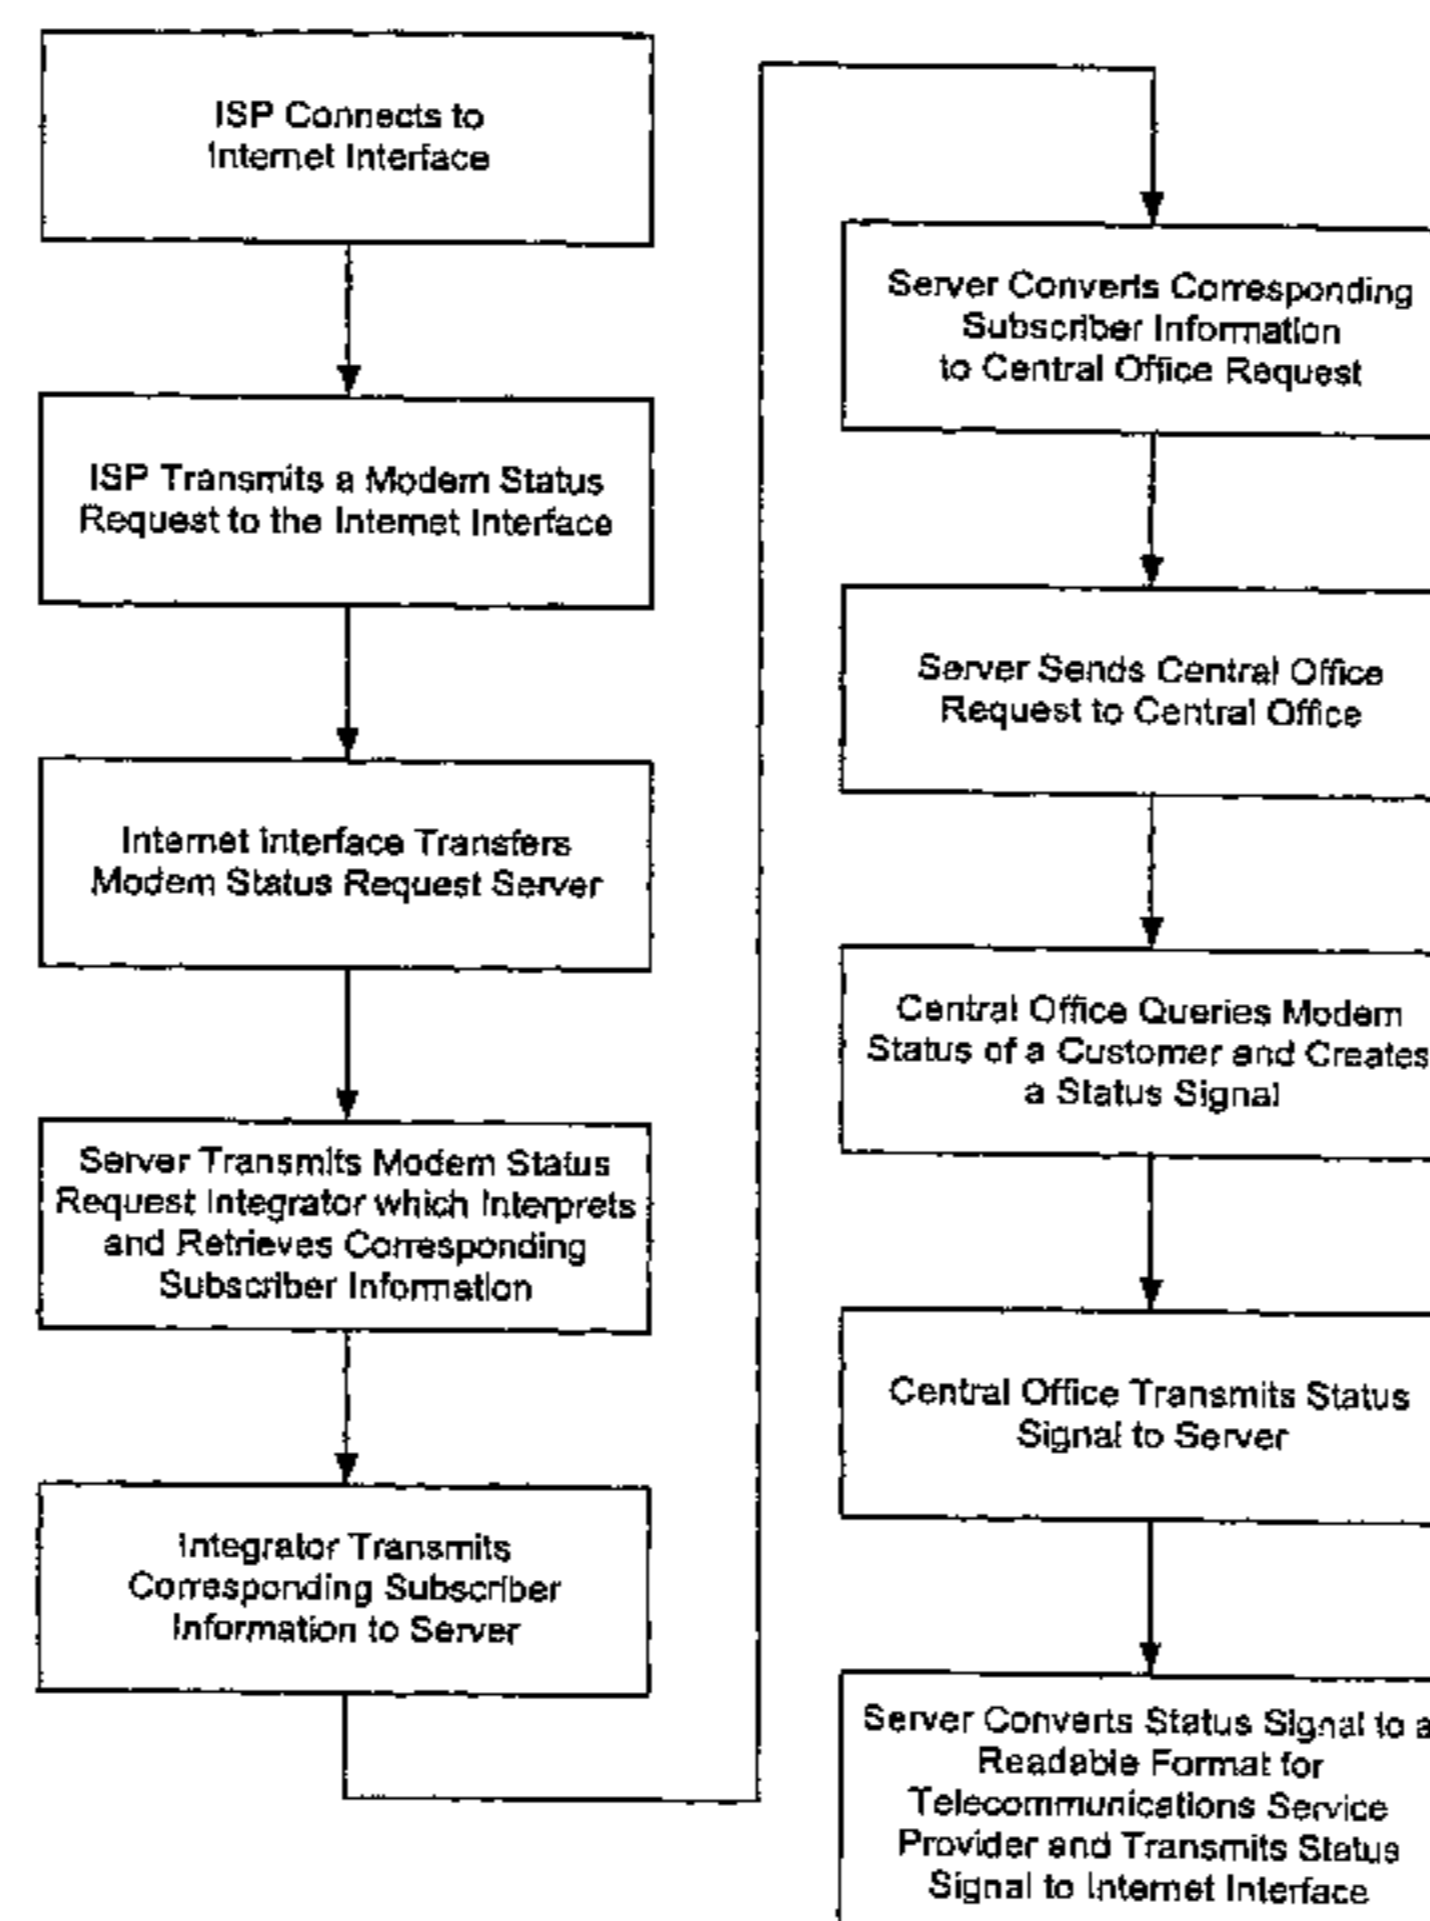 ISP Connects to
Internet Interface
ISP Transmits a Modem Status
Request to the Internet Interface
Internet Interface Transfers
Modem Status Request Server
Server Transmits Modem Status
Request Integrator which Interprets
and Retrieves Corresponding
Subscriber Information
Integrator Transmits
Corresponding Subscriber
Information to Server
Server Converts Corresponding
Subscriber Information
to Central Office Request
Server Sends Central Office
Request to Central Office
Central Office Queries Modem
Status of a Customer and Creates
a Status Signal
Central Office Transmits Status
Signal to Server
Server Converts Status Signal to a
Readable Format for
Telecommunications Service
Provider and Transmits Status
Signal to Internet Interface